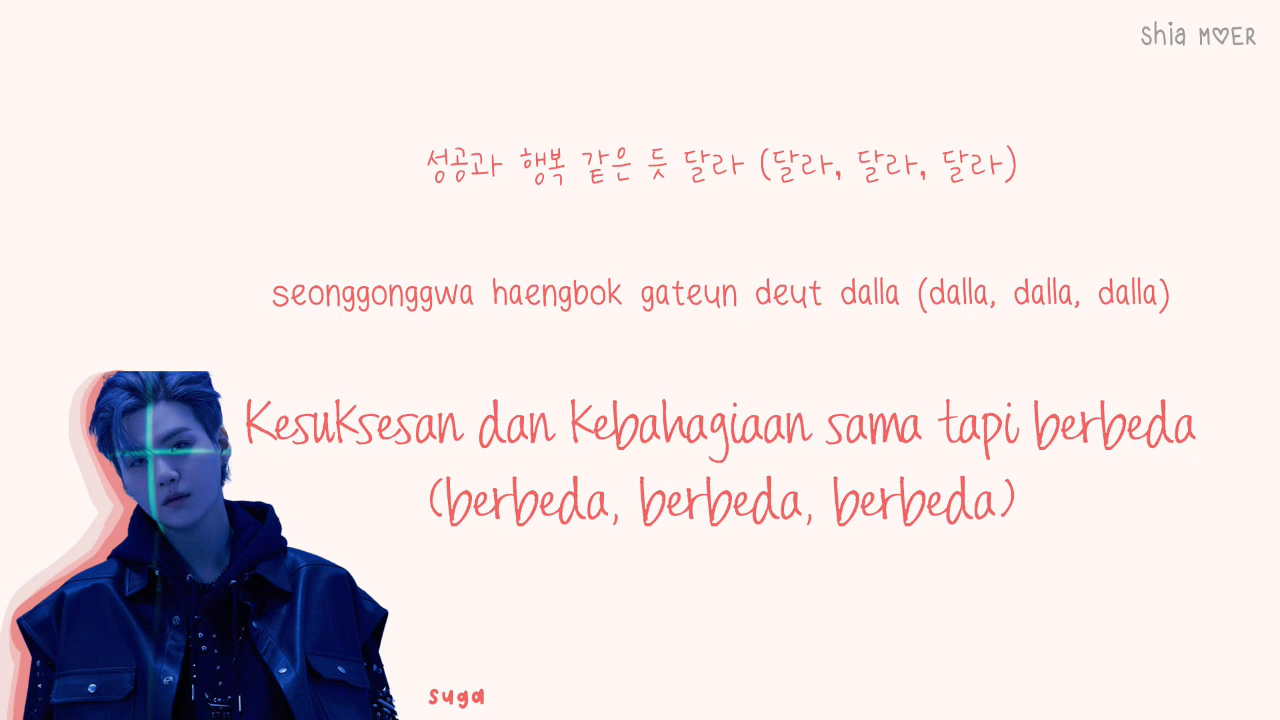 Shia M♡ER
성공과 행복 같은 듯 달라 (달라, 달라, 달라)
seonggonggwa haengbok gateun deut dalla (dalla, dalla, dalla)
Kesuksesan dan kebahagiaan sama tapi berbeda
(berbeda, berbeda, berbeda)
suga